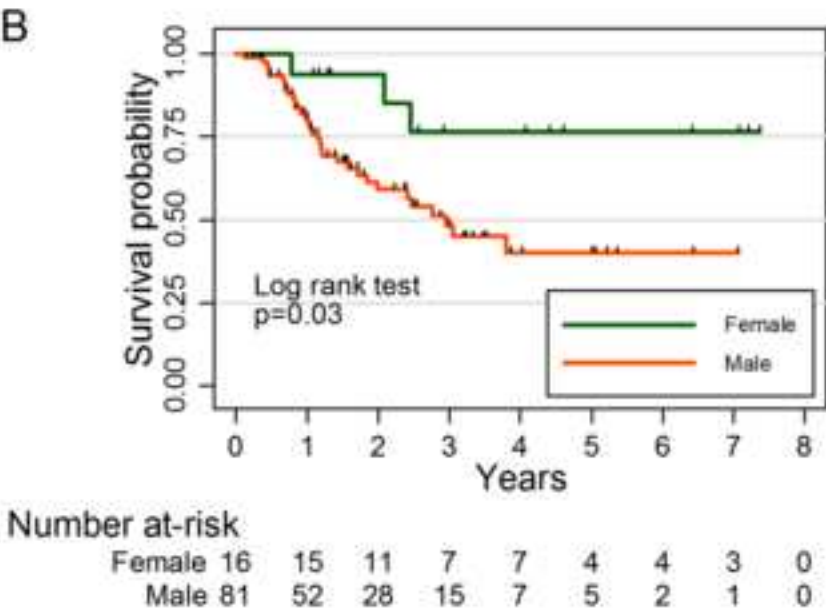 B
Survival probability
1.00
0.75
0.50
0.25
0.00
Log rank test
p=0.03
Female
Male
0 1 2 3 4 5 6 7 8
Years
Number at-risk
Female 16 15 11 7 7 4 4 3 0
Male 81 52 28 15 7 5 2 1 0